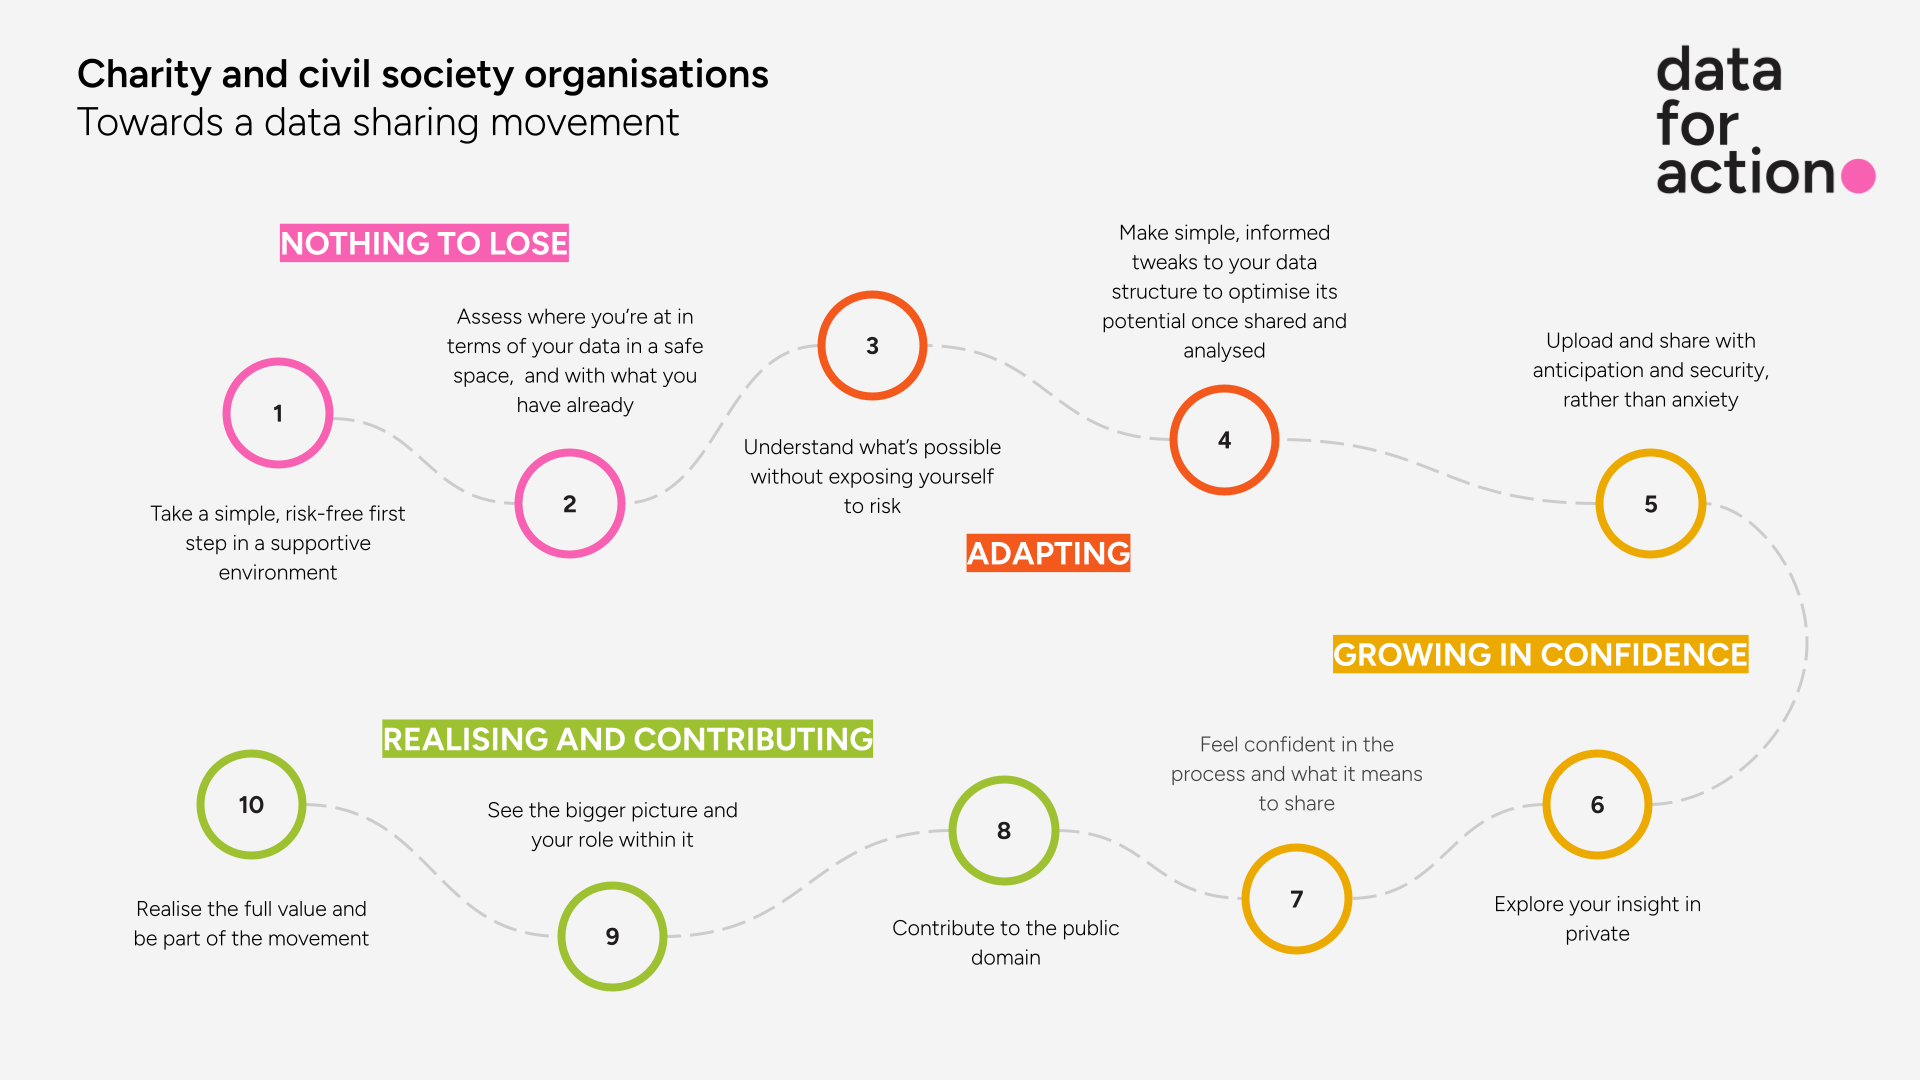 Charity and civil society organisations
Towards a data sharing movement
data
for
action
NOTHING TO LOSE
1
Take a simple, risk-free first
step in a supportive
environment
Assess where you’re at in
terms of your data in a safe
space,  and with what you
have already
2
3
Understand what’s possible
without exposing yourself
to risk
ADAPTING
Make simple, informed
tweaks to your data
structure to optimise its
potential once shared and
analysed
4
Upload and share with
anticipation and security,
rather than anxiety
5
GROWING IN CONFIDENCE
6
Explore your insight in
private
Feel confident in the
process and what it means
to share
7
REALISING AND CONTRIBUTING
8
Contribute to the public
domain
See the bigger picture and
your role within it
9
10
Realise the full value and
be part of the movement